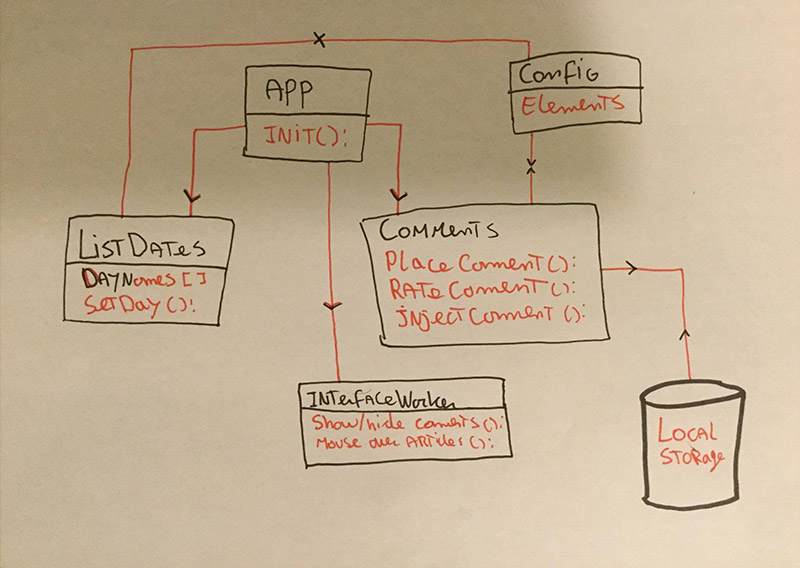 APP
INIT():
Config
Elements
ListDates
DAYNames[]
SetDay():
Comments
PlaceComment():
RATeComment():
injectComment():
INTerfaceWorker
Show/hide coments():
Mouse over ARTicles():
LOCAL
STORage